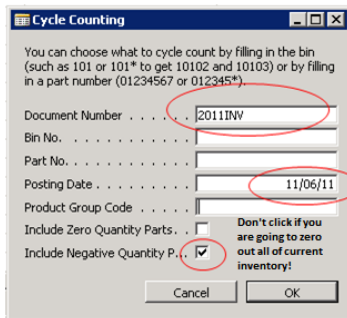 Cycle Counting
You can choose what to cycle count by filling in the bin
(such as 101 or 101* to get 10102 and 10103) or by filling
in a part number (01234567 or 012345*).
Document Number . . . . . . 2011INV
Bin No. . . . . . . . . . . .
Part No. . . . . . . . . . . .
Posting Date . . . . . . . . . 11/06/11
Product Group Code . . . . .
Include Zero Quantity Parts. .
Include Negative Quantity P...
Don't click if you
are going to zero
out all of current
inventory!
Cancel OK